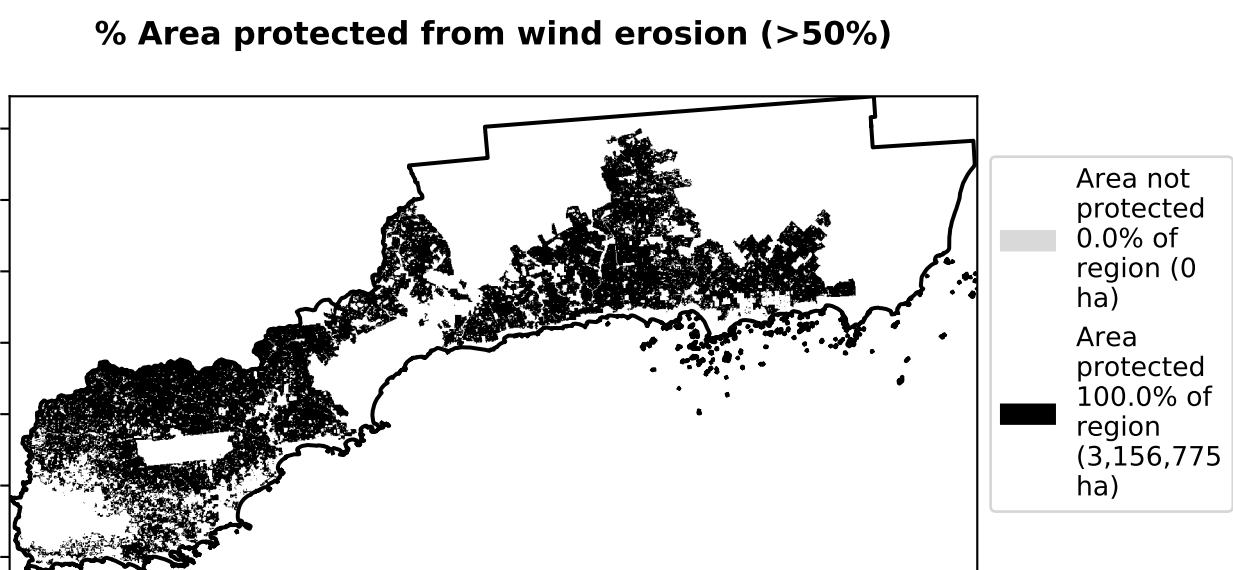 % Area protected from wind erosion (>50%)
Area not
protected
0.0% of
region (0
ha)
Area
protected
100.0% of
region
(3,156,775
ha)